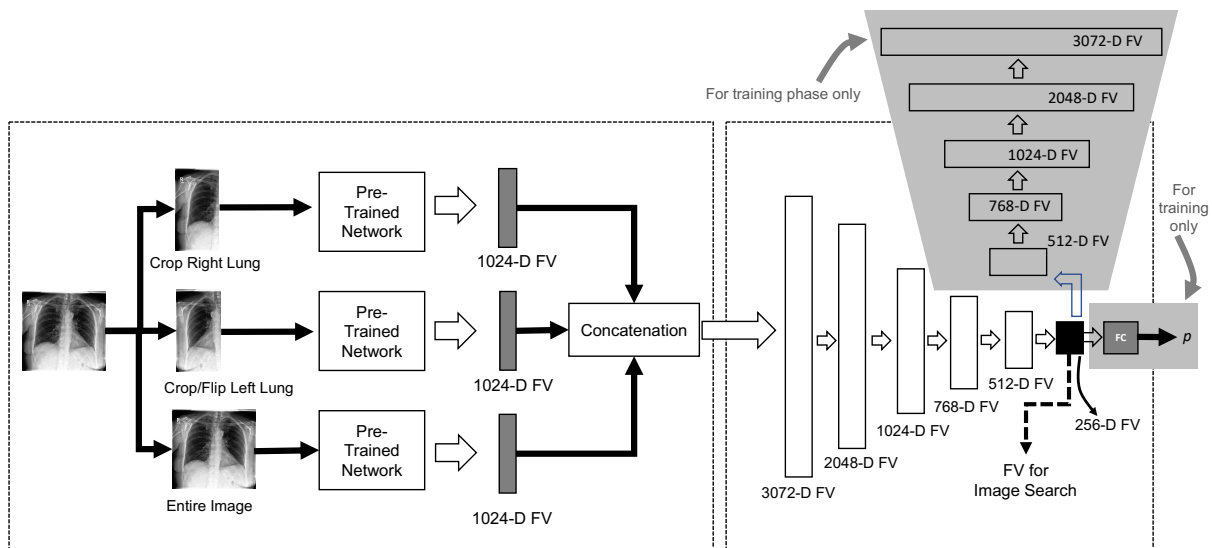 3072-D FV
For training phase only
2048-D FV
1024-D FV
768-D FV
512-D FV
For
training
only
Crop Right Lung
Pre-
Trained
Network
1024-D FV
Crop/Flip Left Lung
Pre-
Trained
Network
1024-D FV
Entire Image
Pre-
Trained
Network
1024-D FV
Concatenation
3072-D FV
2048-D FV
1024-D FV
768-D FV
512-D FV
256-D FV
FC
p
FV for
Image Search